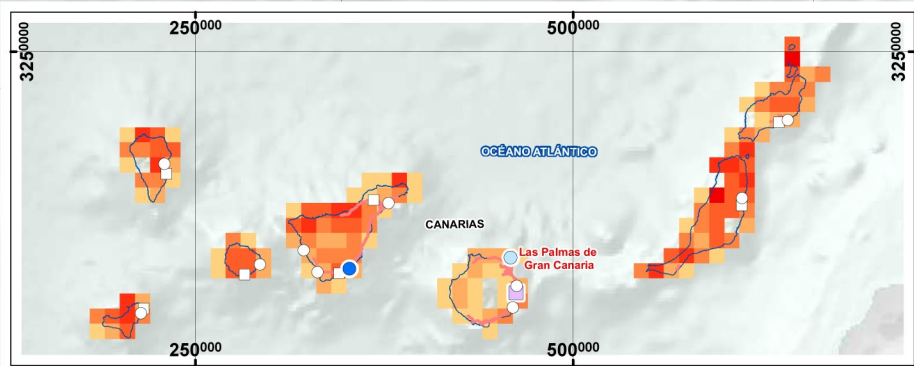 250000
500000
3250000
3250000
OCÉANO ATLÁNTICO
CANARIAS
Las Palmas de
Gran Canaria
250000
500000